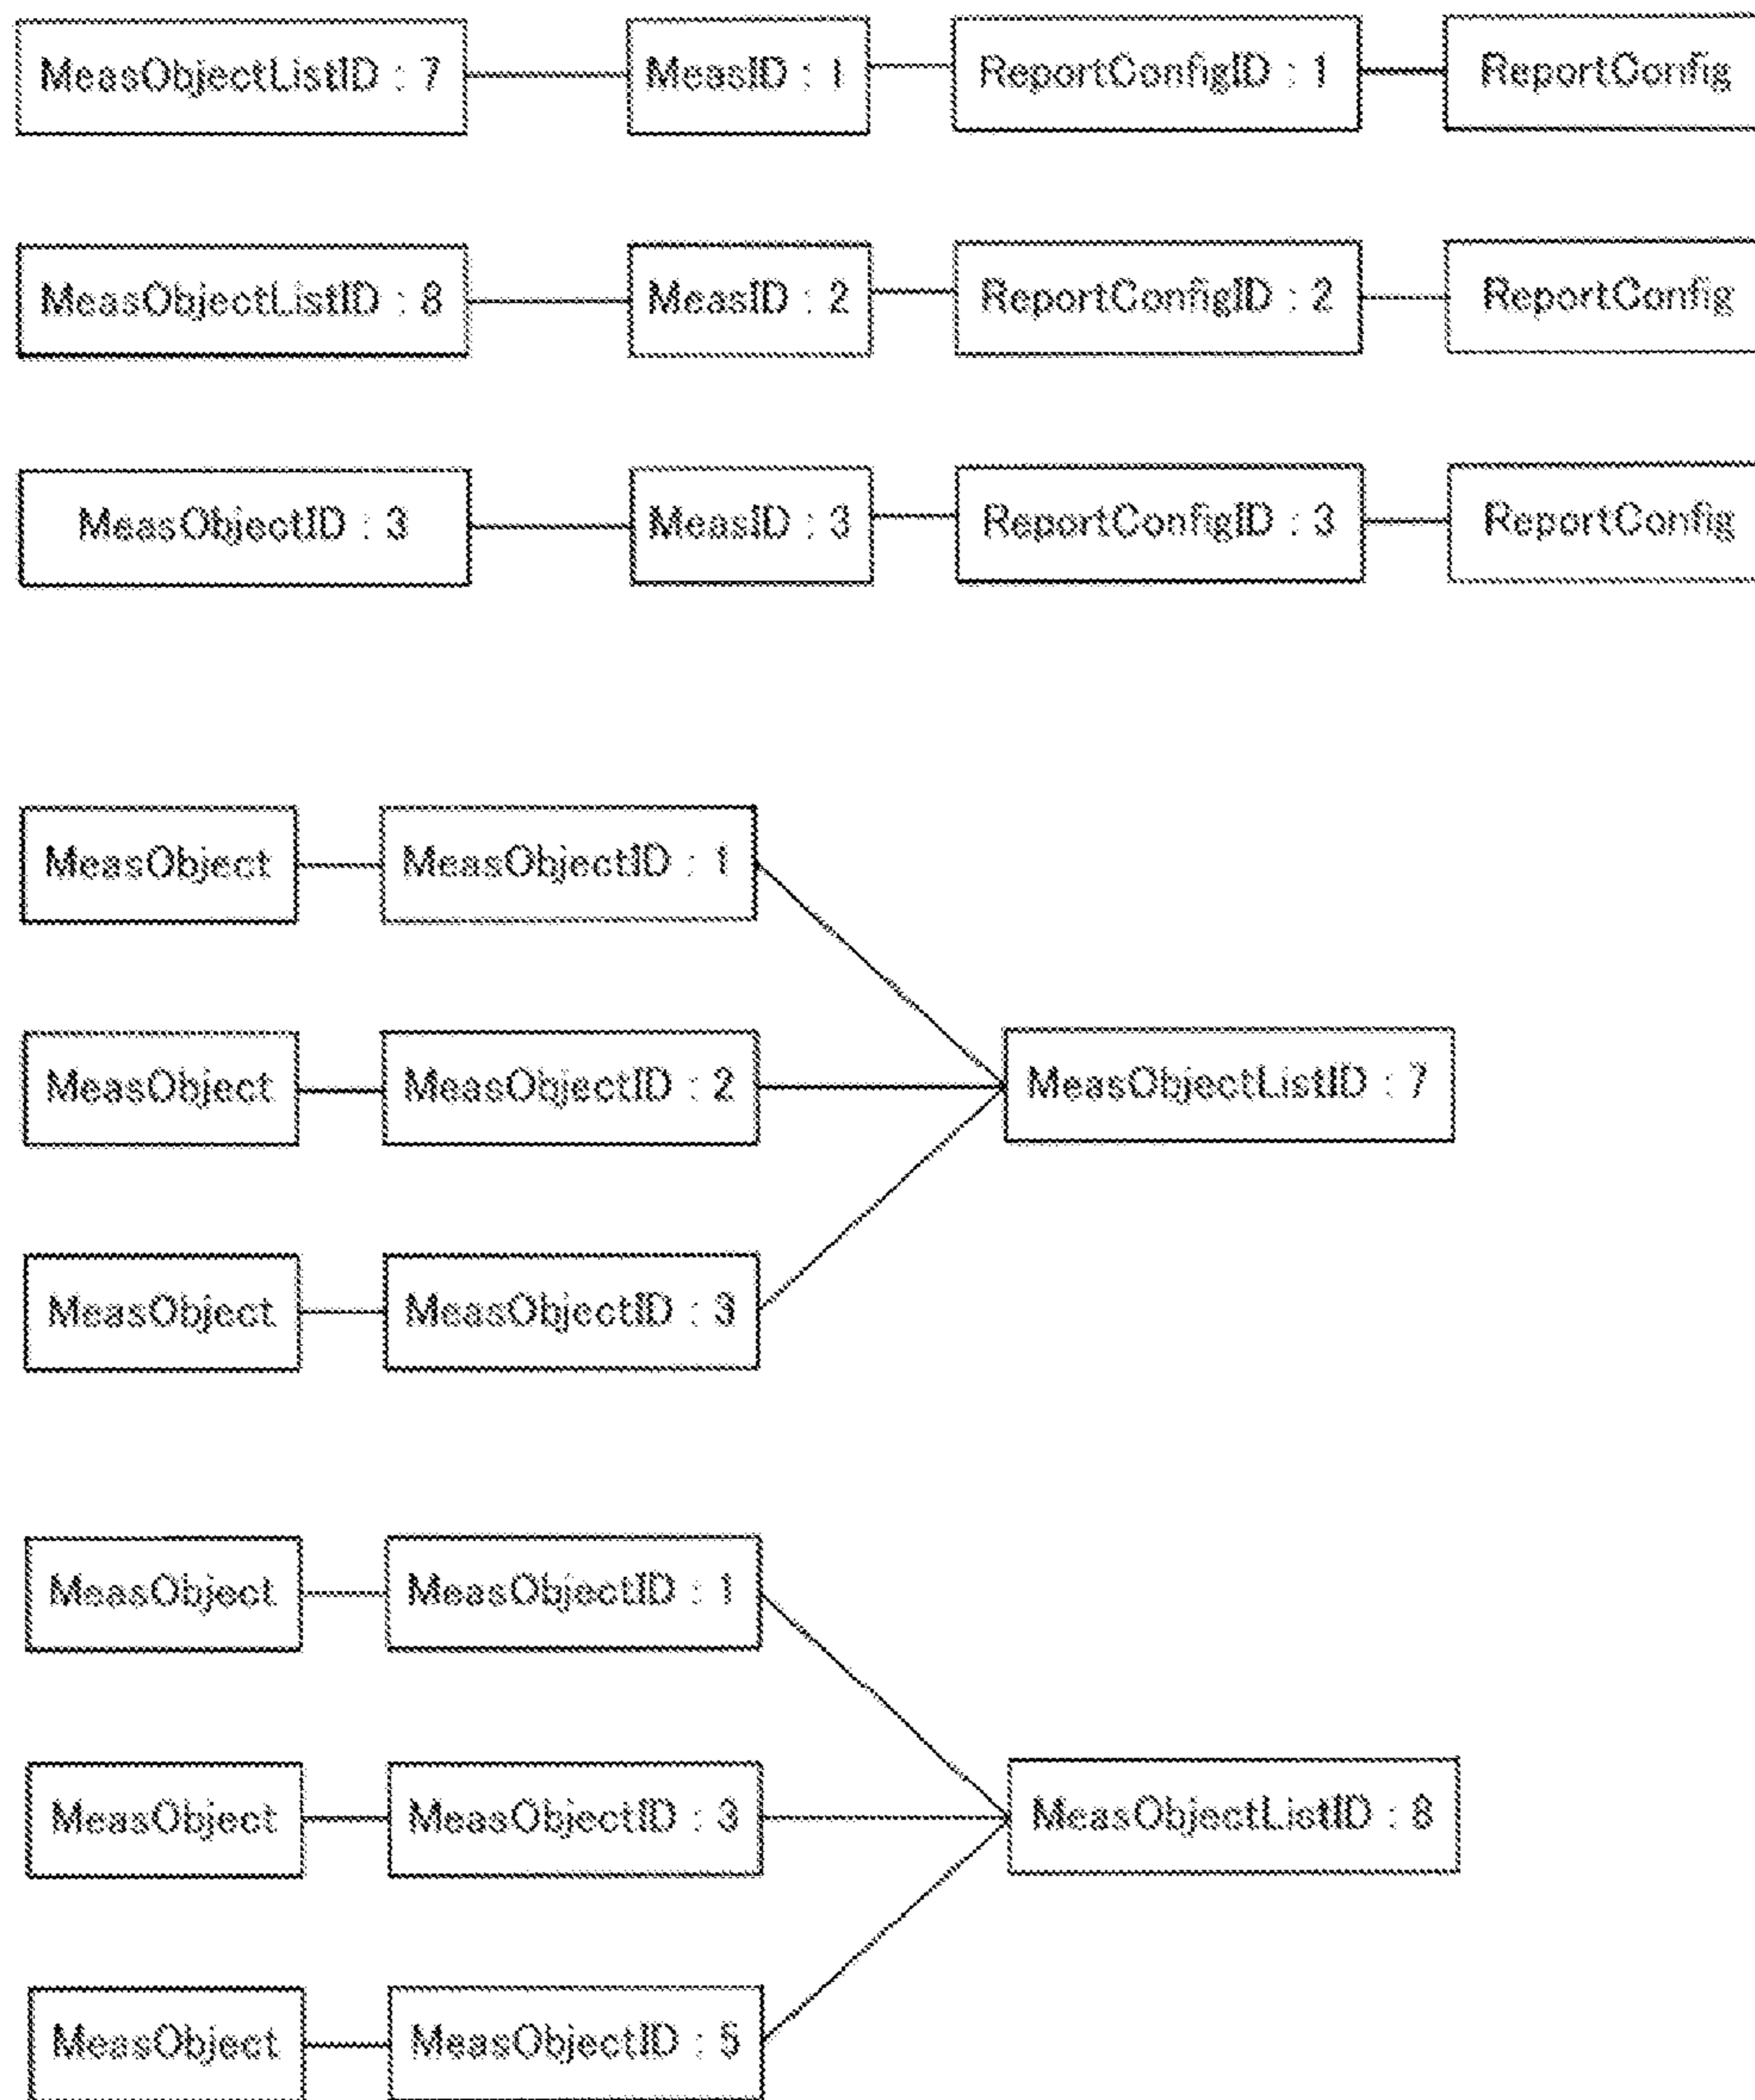 MeasObjectListID : 7 MeasID : 1 ReportConfigID : 1 ReportConfig
MeasObjectListID : 8 MeasID : 2 ReportConfigID : 2 ReportConfig
MeasObjectID : 3 MeasID : 3 ReportConfigID : 3 ReportConfig
MeasObject MeasObjectID : 1
MeasObject MeasObjectID : 2 MeasObjectListID : 7
MeasObject MeasObjectID : 3
MeasObject MeasObjectID : 1
MeasObject MeasObjectID : 3 MeasObjectListID : 8
MeasObject MeasObjectID : 5